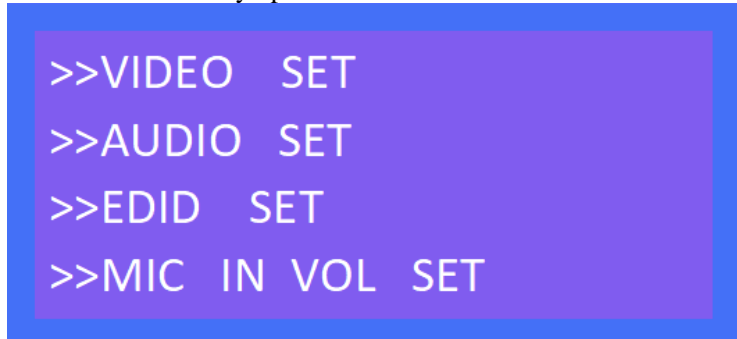 >>VIDEO SET
>>AUDIO SET
>>EDID SET
>>MIC IN VOL SET